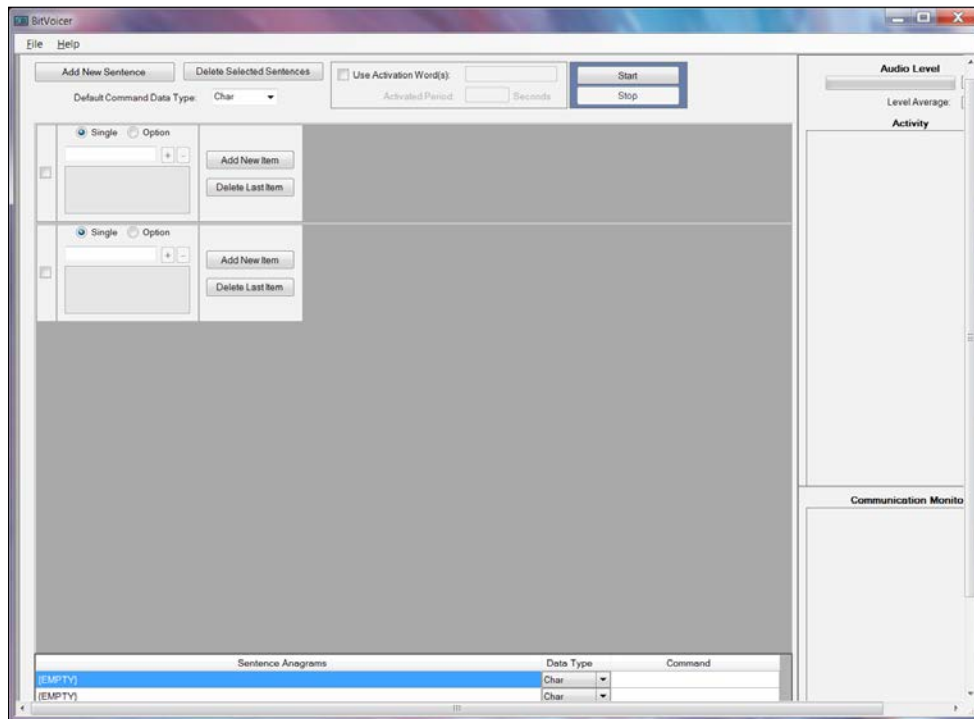 BitVoicer
File Help
Add New Sentence Delete Selected Sentences
Default Command Data Type: Char
Use Activation Word(s):
Activated Period: Seconds
Start
Stop
Audio Level
Level Average:
Activity
Single Option
+ -
Add New Item
Delete Last Item
Single Option
+ -
Add New Item
Delete Last Item
Communication Monito
Sentence Anagrams Data Type Command
{EMPTY} Char
{EMPTY} Char